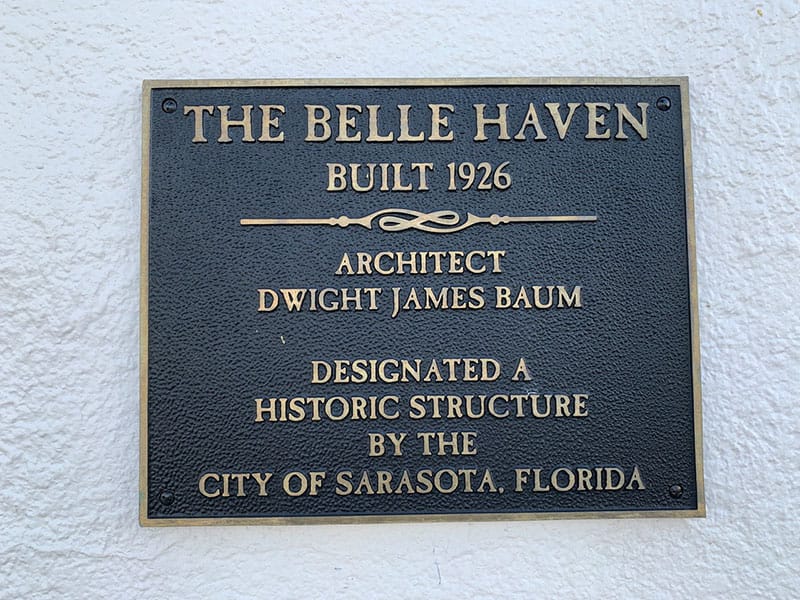 THE BELLE HAVEN
BUILT 1926
ARCHITECT
DWIGHT JAMES BAUM
DESIGNATED A
HISTORIC STRUCTURE
BY THE
CITY OF SARASOTA, FLORIDA